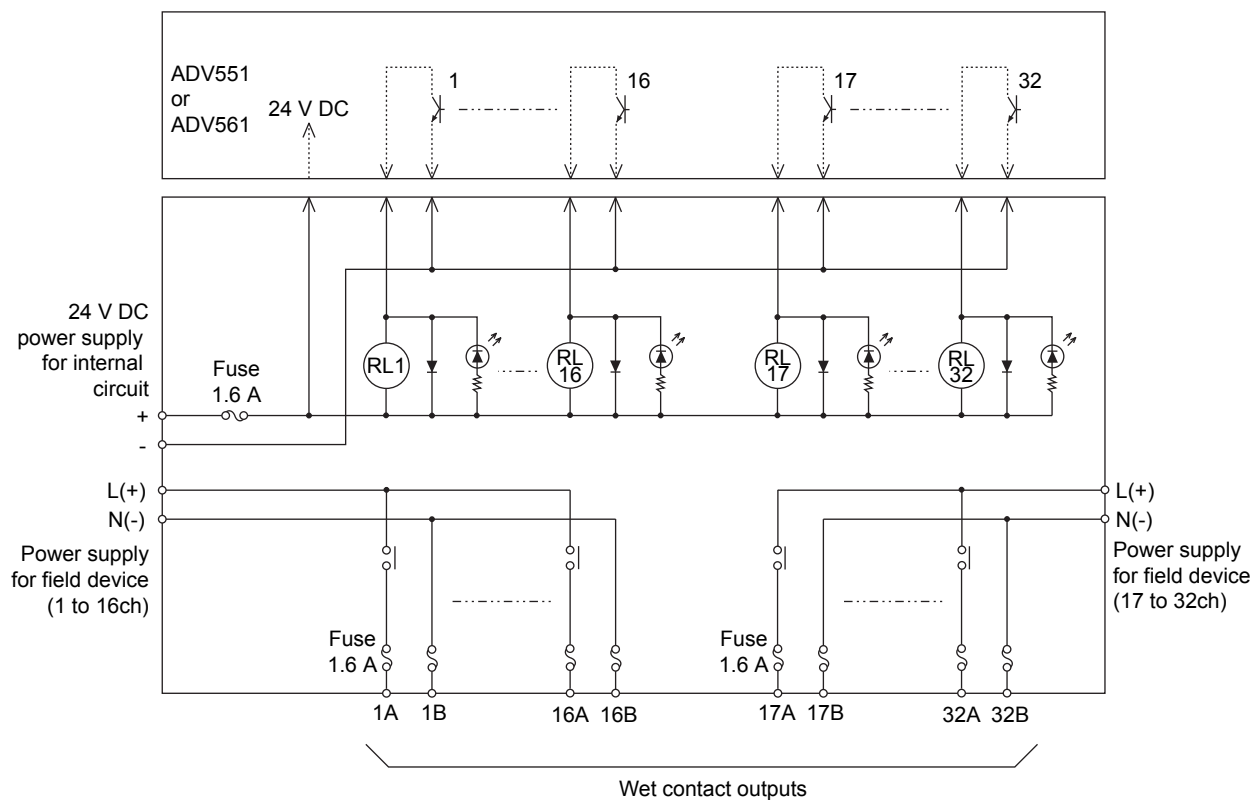 ADV551
or
ADV561
24 V DC
1
16
17
32
24 V DC
power supply
for internal
circuit
Fuse
1.6 A
RL1
RL
16
RL
17
RL
32
+
-
L(+)
N(-)
Power supply
for field device
(1 to 16ch)
L(+)
N(-)
Power supply
for field device
(17 to 32ch)
Fuse
1.6 A
Fuse
1.6 A
1A
1B
16A
16B
17A
17B
32A
32B
Wet contact outputs